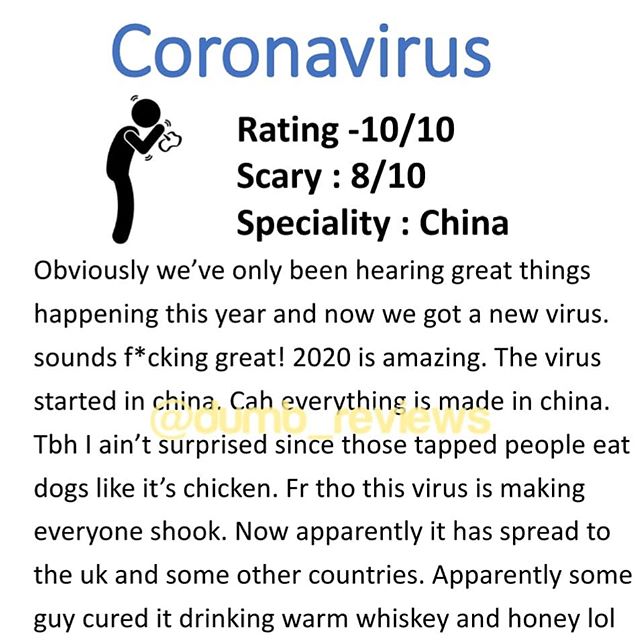 Coronavirus
Rating -10/10
Scary : 8/10
Speciality : China
Obviously we’ve only been hearing great things
happening this year and now we got a new virus.
sounds f*cking great! 2020 is amazing. The virus
started in china. Cah everything is made in china.
@dumb_reviews
Tbh I ain’t surprised since those tapped people eat
dogs like it’s chicken. Fr tho this virus is making
everyone shook. Now apparently it has spread to
the uk and some other countries. Apparently some
guy cured it drinking warm whiskey and honey lol